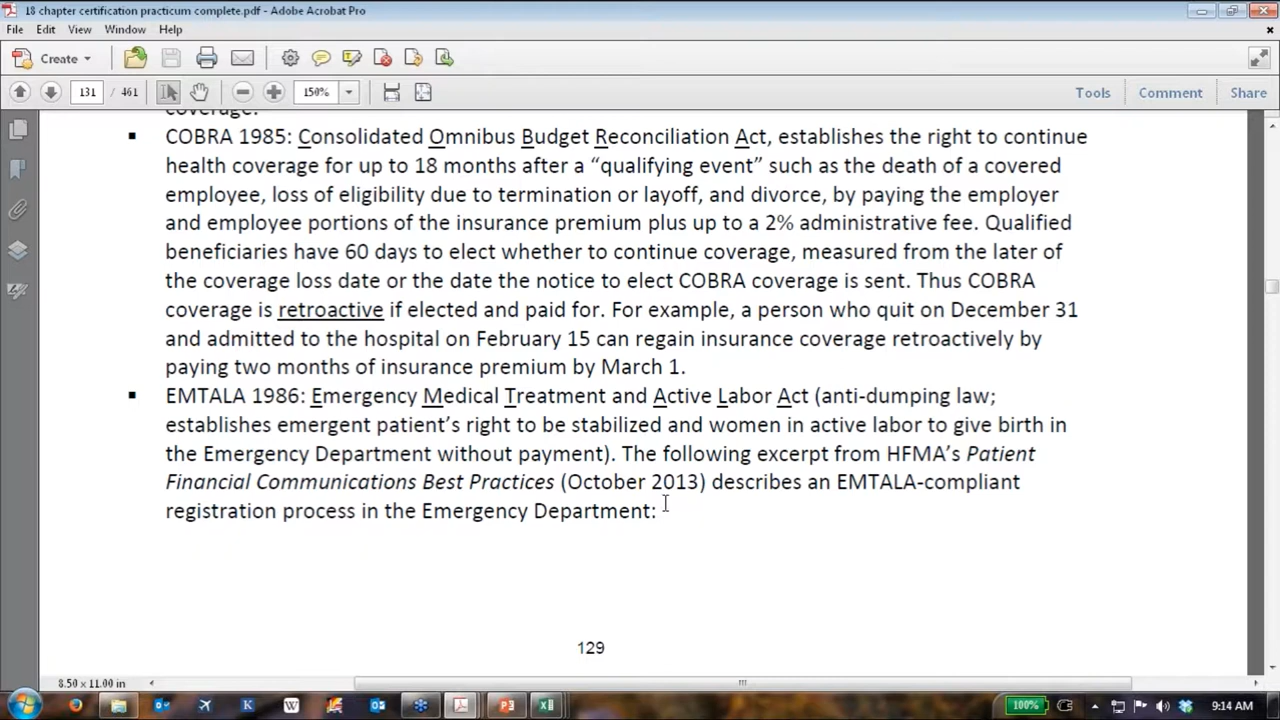 18 chapter certification practicum complete.pdf - Adobe Acrobat Pro
File Edit View Window Help
Create
131 / 461 150% Tools Comment Share
coverage.
▪ COBRA 1985: Consolidated Omnibus Budget Reconciliation Act, establishes the right to continue
health coverage for up to 18 months after a “qualifying event” such as the death of a covered
employee, loss of eligibility due to termination or layoff, and divorce, by paying the employer
and employee portions of the insurance premium plus up to a 2% administrative fee. Qualified
beneficiaries have 60 days to elect whether to continue coverage, measured from the later of
the coverage loss date or the date the notice to elect COBRA coverage is sent. Thus COBRA
coverage is retroactive if elected and paid for. For example, a person who quit on December 31
and admitted to the hospital on February 15 can regain insurance coverage retroactively by
paying two months of insurance premium by March 1.
▪ EMTALA 1986: Emergency Medical Treatment and Active Labor Act (anti-dumping law;
establishes emergent patient’s right to be stabilized and women in active labor to give birth in
the Emergency Department without payment). The following excerpt from HFMA’s Patient
Financial Communications Best Practices (October 2013) describes an EMTALA-compliant
registration process in the Emergency Department:
129
8.50 x 11.00 in
100% 9:14 AM